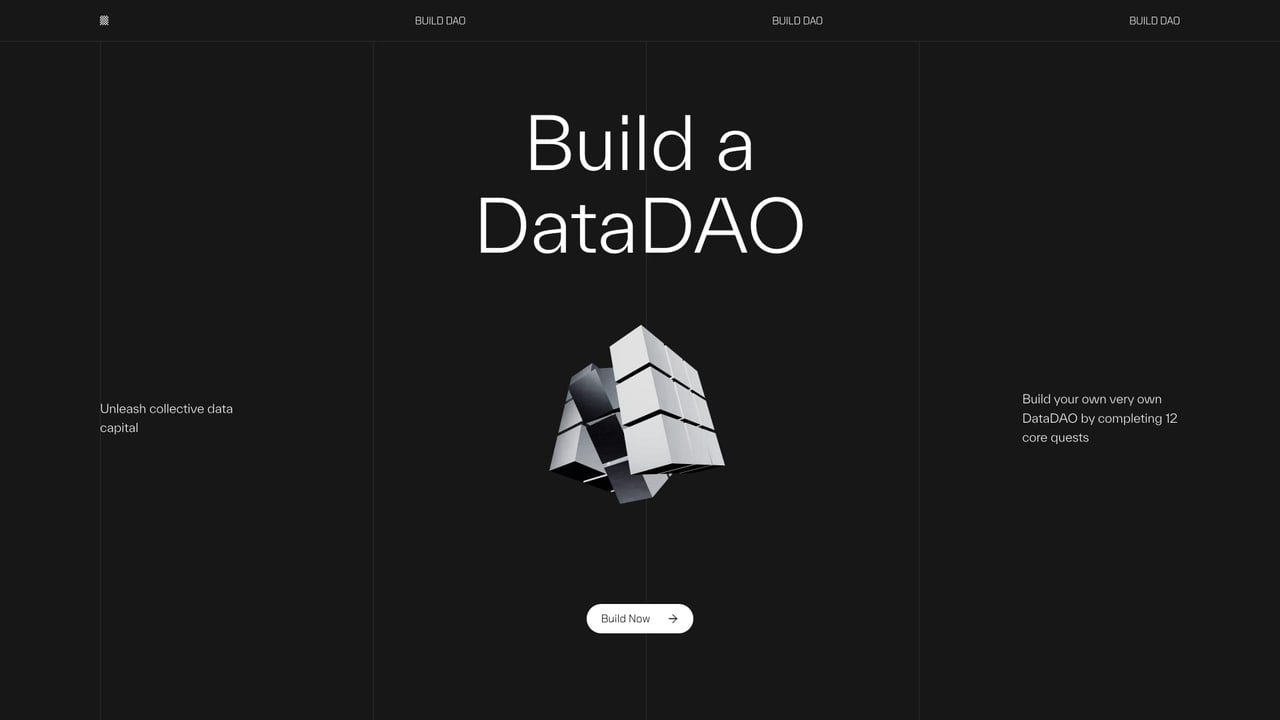 BUILD DAO
BUILD DAO
BUILD DAO
Build a
DataDAO
Unleash collective data
capital
Build your own very own
DataDAO by completing 12
core quests
Build Now